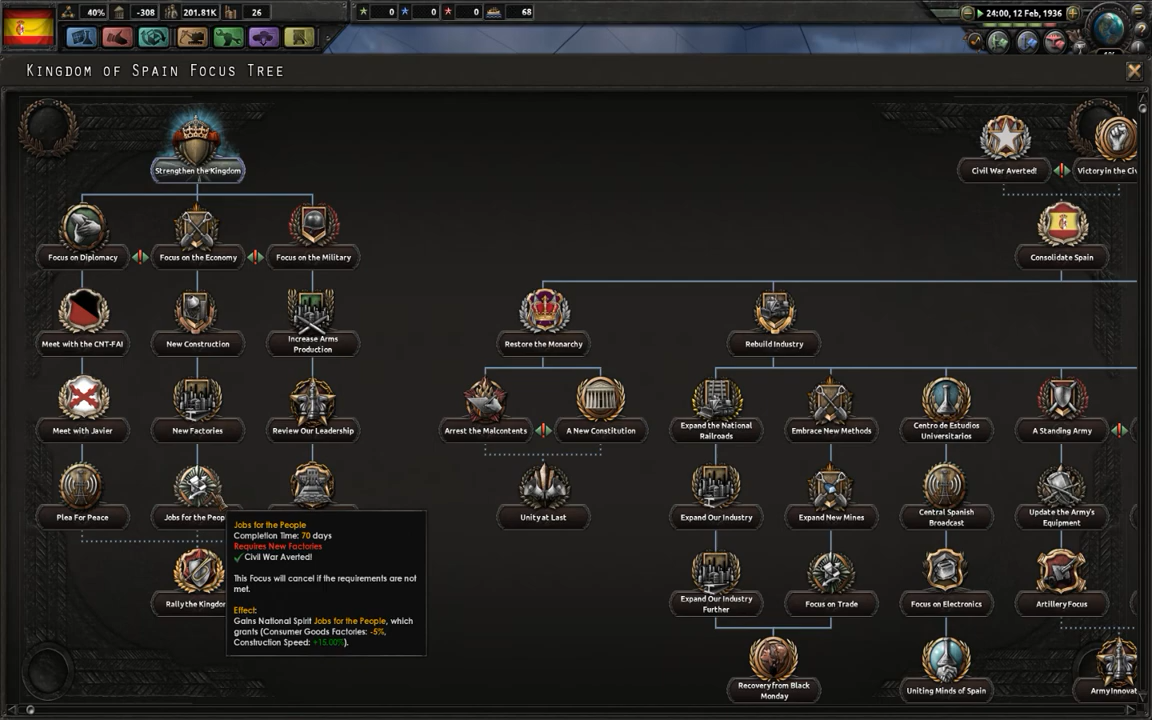 40%
-308
201.81K
26
0
0
0
68
24:00, 12 Feb, 1936
Kingdom of Spain Focus Tree
Strengthen the Kingdom
Civil War Averted!
Victory in the Civ
Focus on Diplomacy
Focus on the Economy
Focus on the Military
Consolidate Spain
Meet with the CNT-FAI
New Construction
Increase Arms
Production
Restore the Monarchy
Rebuild Industry
Meet with Javier
New Factories
Review Our Leadership
Arrest the Malcontents
A New Constitution
Expand the National
Railroads
Embrace New Methods
Centro de Estudios
Universitarios
A Standing Army
Plea For Peace
Jobs for the Peop
Unity at Last
Expand Our Industry
Expand New Mines
Central Spanish
Broadcast
Update the Army's
Equipment
Jobs for the People
Completion Time: 70 days
Requires New Factories
Civil War Averted!
This Focus will cancel if the requirements are not
met.
Effect:
Gains National Spirit Jobs for the People, which
grants (Consumer Goods Factories: -5%,
Construction Speed: +15.00%).
Rally the Kingdo
Expand Our Industry
Further
Focus on Trade
Focus on Electronics
Artillery Focus
Recovery from Black
Monday
Uniting Minds of Spain
Army Innovat